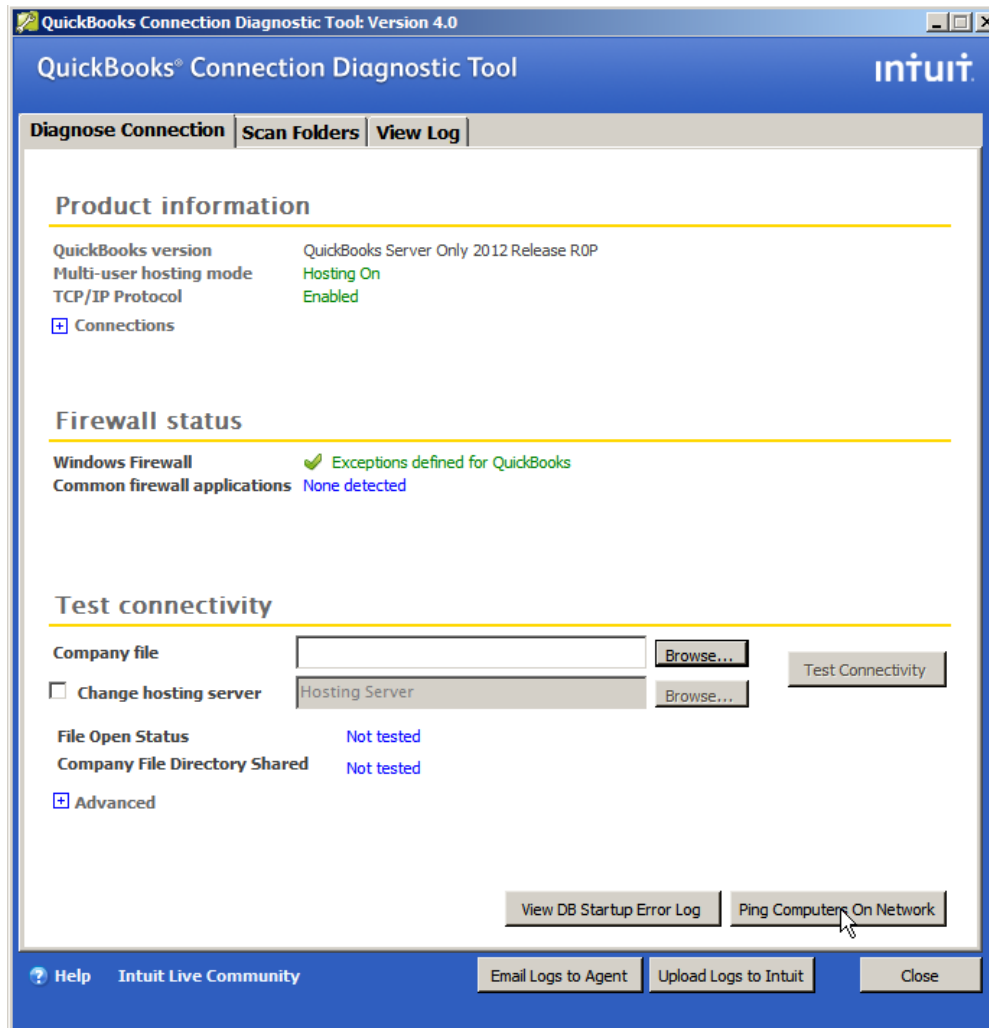 QuickBooks Connection Diagnostic Tool: Version 4.0
QuickBooks® Connection Diagnostic Tool
intuit.
Diagnose Connection Scan Folders View Log
Product information
QuickBooks version QuickBooks Server Only 2012 Release R0P
Multi-user hosting mode Hosting On
TCP/IP Protocol Enabled
+ Connections
Firewall status
Windows Firewall Exceptions defined for QuickBooks
Common firewall applications None detected
Test connectivity
Company file Browse...
Test Connectivity
Change hosting server Hosting Server Browse...
File Open Status Not tested
Company File Directory Shared Not tested
+ Advanced
View DB Startup Error Log Ping Computers On Network
? Help Intuit Live Community Email Logs to Agent Upload Logs to Intuit Close